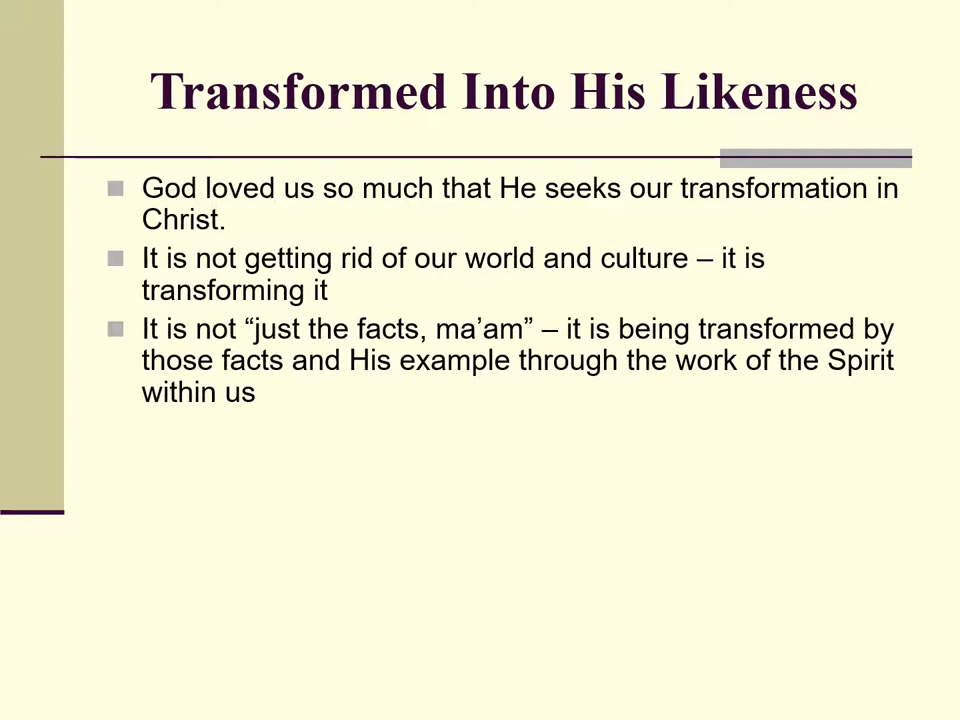 Transformed Into His Likeness
God loved us so much that He seeks our transformation in
Christ.
It is not getting rid of our world and culture – it is
transforming it
It is not “just the facts, ma’am” – it is being transformed by
those facts and His example through the work of the Spirit
within us